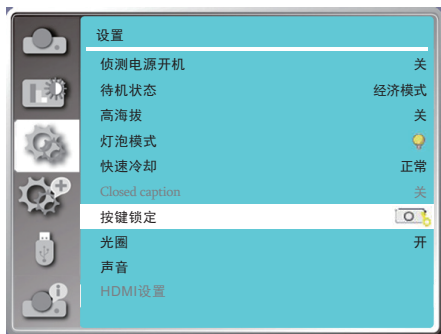 设置
侦测电源开机 关
待机状态 经济模式
高海拔 关
灯泡模式
快速冷却 正常
Closed caption 关
按键锁定
光圈 开
声音
HDMI设置